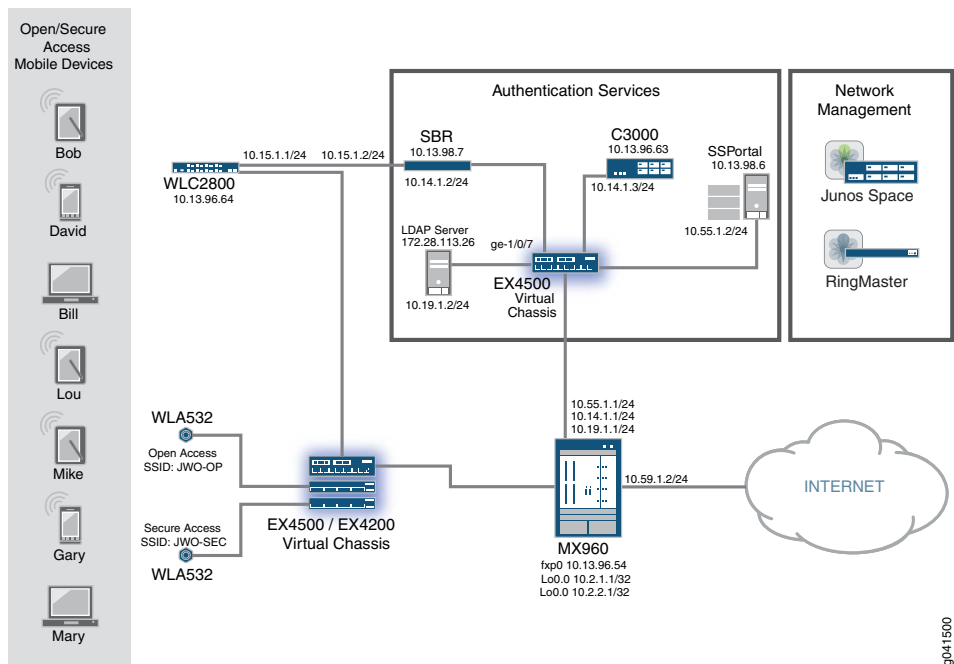 Open/Secure
Access
Mobile Devices
Bob
David
Bill
Lou
Mike
Gary
Mary
WLC2800
10.13.96.64
10.15.1.1/24
10.15.1.2/24
Authentication Services
SBR
10.13.98.7
10.14.1.2/24
C3000
10.13.96.63
10.14.1.3/24
SSPortal
10.13.98.6
10.55.1.2/24
LDAP Server
172.28.113.26
10.19.1.2/24
ge-1/0/7
EX4500
Virtual
Chassis
Network
Management
Junos Space
RingMaster
WLA532
Open Access
SSID: JWO-OP
Secure Access
SSID: JWO-SEC
WLA532
EX4500 / EX4200
Virtual Chassis
10.55.1.1/24
10.14.1.1/24
10.19.1.1/24
10.59.1.2/24
MX960
fxp0 10.13.96.54
Lo0.0 10.2.1.1/32
Lo0.0 10.2.2.1/32
INTERNET
g041500